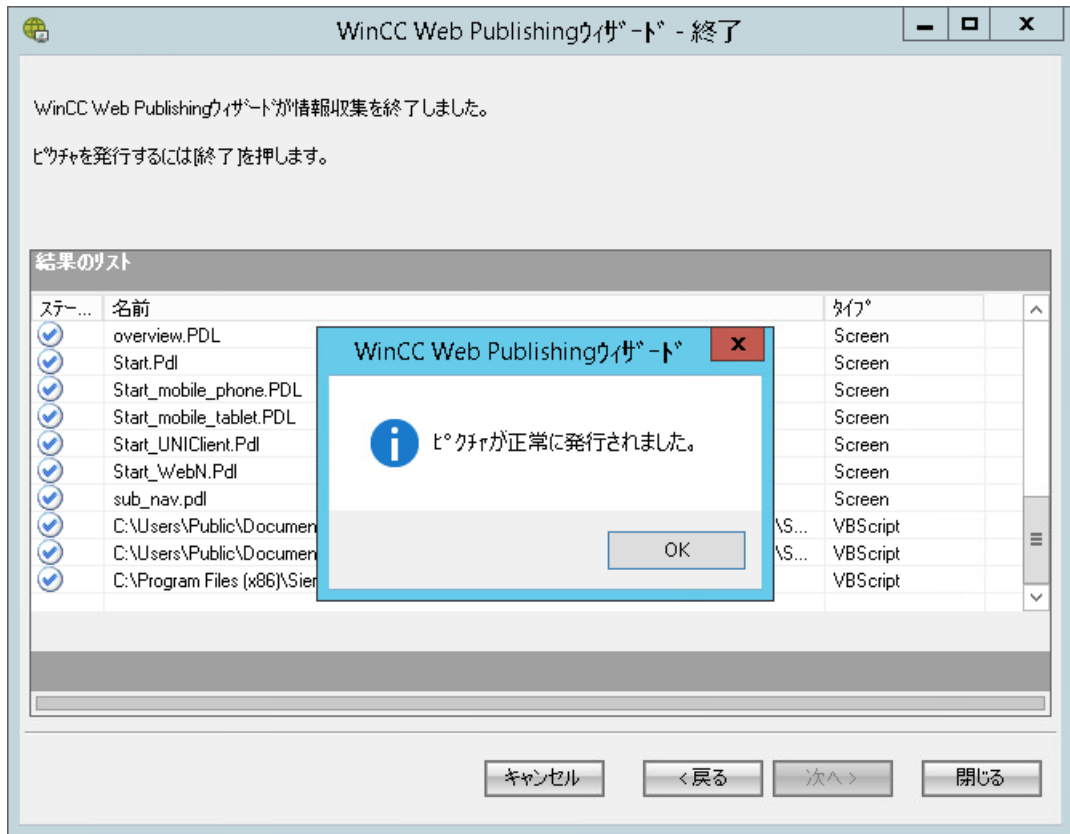 WinCC Web Publishingｳｨｻﾞｰﾄﾞ - 終了
WinCC Web Publishingｳｨｻﾞｰﾄﾞが情報収集を終了しました。
ﾋﾟｸﾁｬを発行するには[終了]を押します。
結果のﾘｽﾄ
ｽﾃｰ... 名前 ﾀｲﾌﾟ
overview.PDL Screen
Start.Pdl Screen
Start_mobile_phone.PDL Screen
Start_mobile_tablet.PDL Screen
Start_UNIClient.Pdl Screen
Start_WebN.Pdl Screen
sub_nav.pdl Screen
C:\Users\Public\Documen \S... VBScript
C:\Users\Public\Documen \S... VBScript
C:\Program Files (x86)\Sier VBScript
WinCC Web Publishingｳｨｻﾞｰﾄﾞ
ﾋﾟｸﾁｬが正常に発行されました。
OK
ｷｬﾝｾﾙ <戻る 次へ> 閉じる